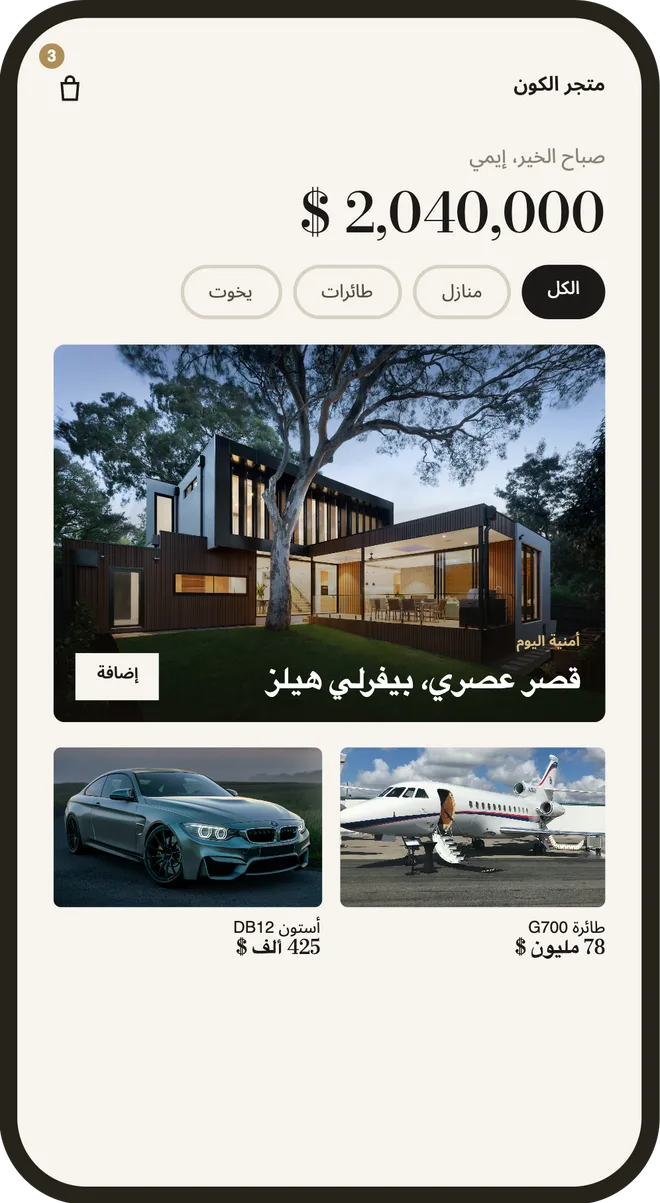 متجر الكون
3
صباح الخير، إيمي
2,040,000 $
الكل
منازل
طائرات
يخوت
أمنية اليوم
قصر عصري، بيفرلي هيلز
إضافة
طائرة G700
78 مليون $
أستون DB12
425 ألف $